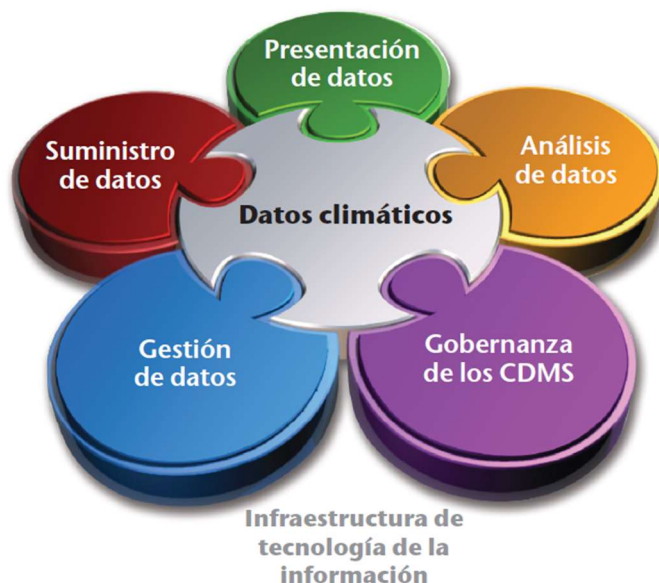 Presentación
de datos
Suministro
de datos
Análisis
de datos
Datos climáticos
Gestión
de datos
Gobernanza
de los CDMS
Infraestructura de
tecnología de la
información